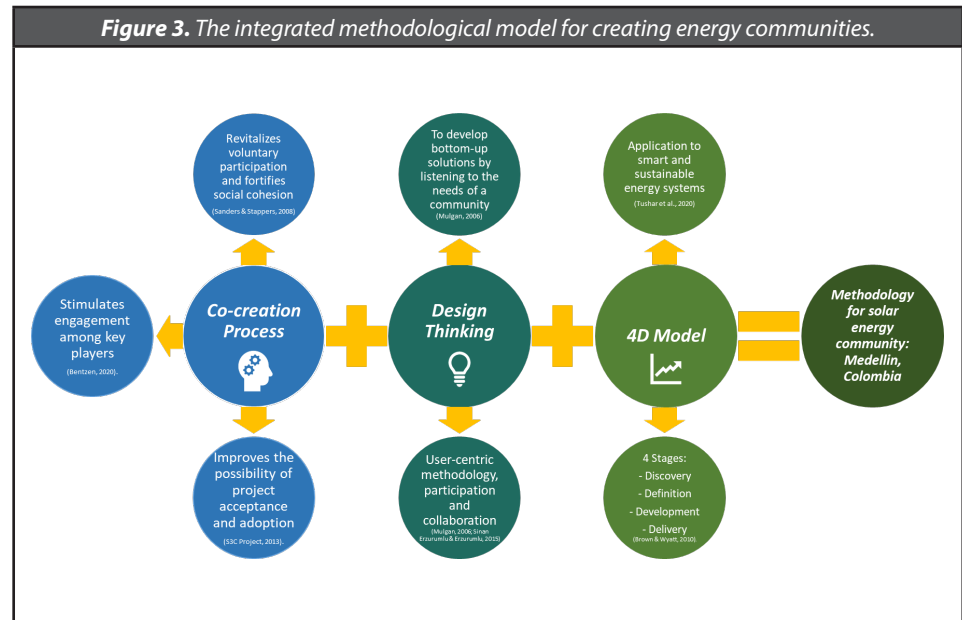 Figure 3. The integrated methodological model for creating energy communities.
Revitalizes
voluntary
participation
and fortifies
social cohesion
(Sanders & Stappers, 2008)
To develop
bottom-up
solutions by
listening to the
needs of a
community
(Mulgan, 2006)
Application to
smart and
sustainable
energy systems
(Tushar et al., 2020)
Stimulates
engagement
among key
players
(Bentzen, 2020).
Co-creation
Process
Design
Thinking
4D Model
Methodology
for solar
energy
community:
Medellin,
Colombia
Improves the
possibility of
project
acceptance
and adoption
(S3C Project, 2013).
User-centric
methodology,
participation
and
collaboration
(Mulgan, 2006; Sinan
Erzurumlu & Erzurumlu, 2015)
4 Stages:
- Discovery
- Definition
- Development
- Delivery
(Brown & Wyatt, 2010).